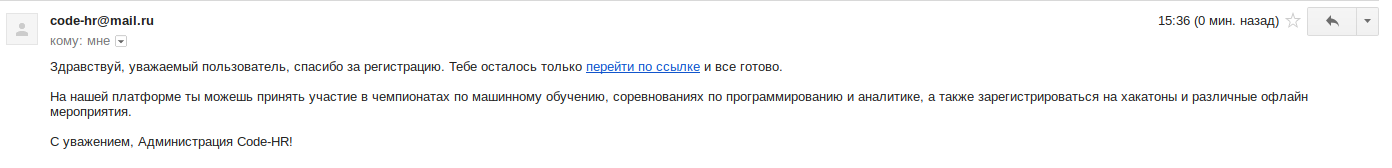 code-hr@mail.ru 15:36 (0 мин. назад)
кому: мне
Здравствуй, уважаемый пользователь, спасибо за регистрацию. Тебе осталось только перейти по ссылке и все готово.
На нашей платформе ты можешь принять участие в чемпионатах по машинному обучению, соревнованиях по программированию и аналитике, а также зарегистрироваться на хакатоны и различные офлайн
мероприятия.
С уважением, Администрация Code-HR!